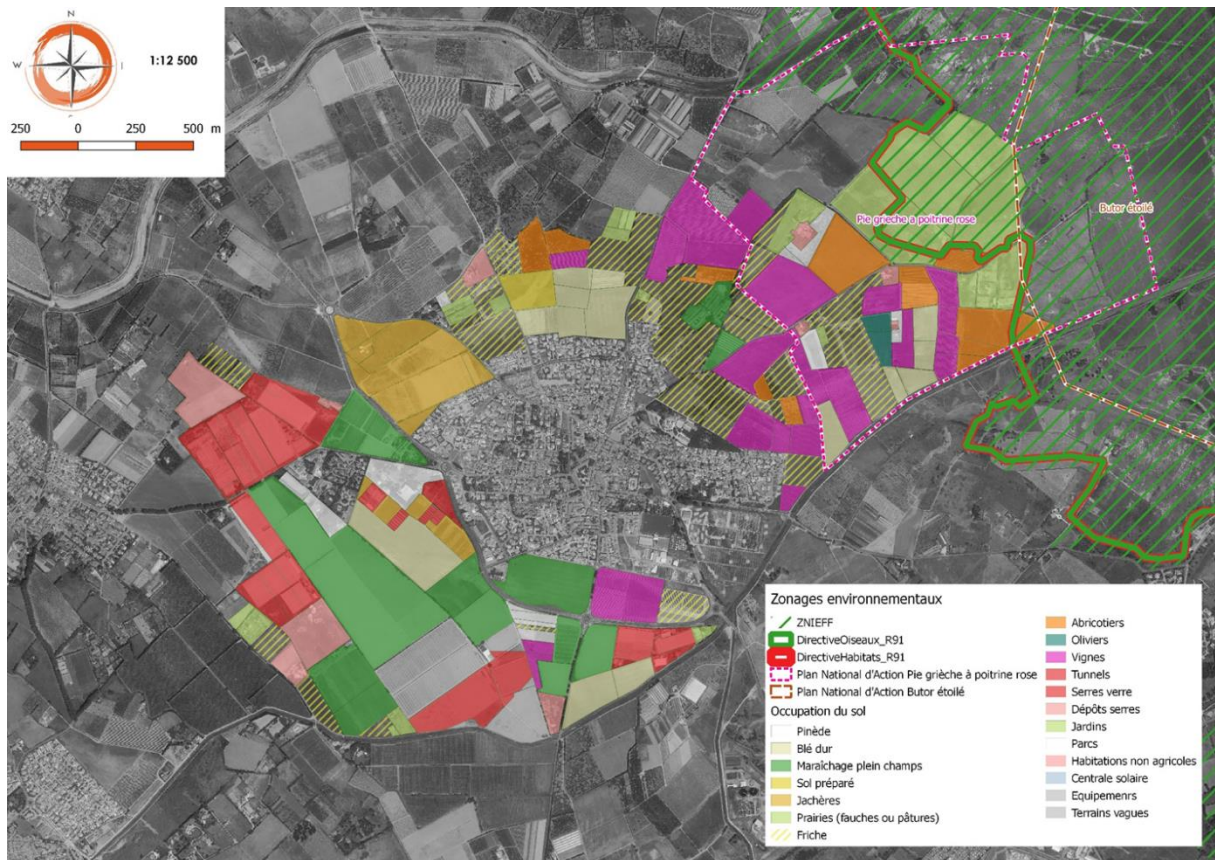 N
W
I
1:12 500
250 0 250 500 m
Pie grièche à poitrine rose
Butor étoilé
Zonages environnementaux
ZNIEFF
DirectiveOiseaux_R91
DirectiveHabitats_R91
Plan National d'Action Pie grièche à poitrine rose
Plan National d'Action Butor étoilé
Occupation du sol
Pinède
Blé dur
Maraîchage plein champs
Sol préparé
Jachères
Prairies (fauches ou pâtures)
Friche
Abricotiers
Oliviers
Vignes
Tunnels
Serres verre
Dépôts serres
Jardins
Parcs
Habitations non agricoles
Centrale solaire
Equipemenrs
Terrains vagues